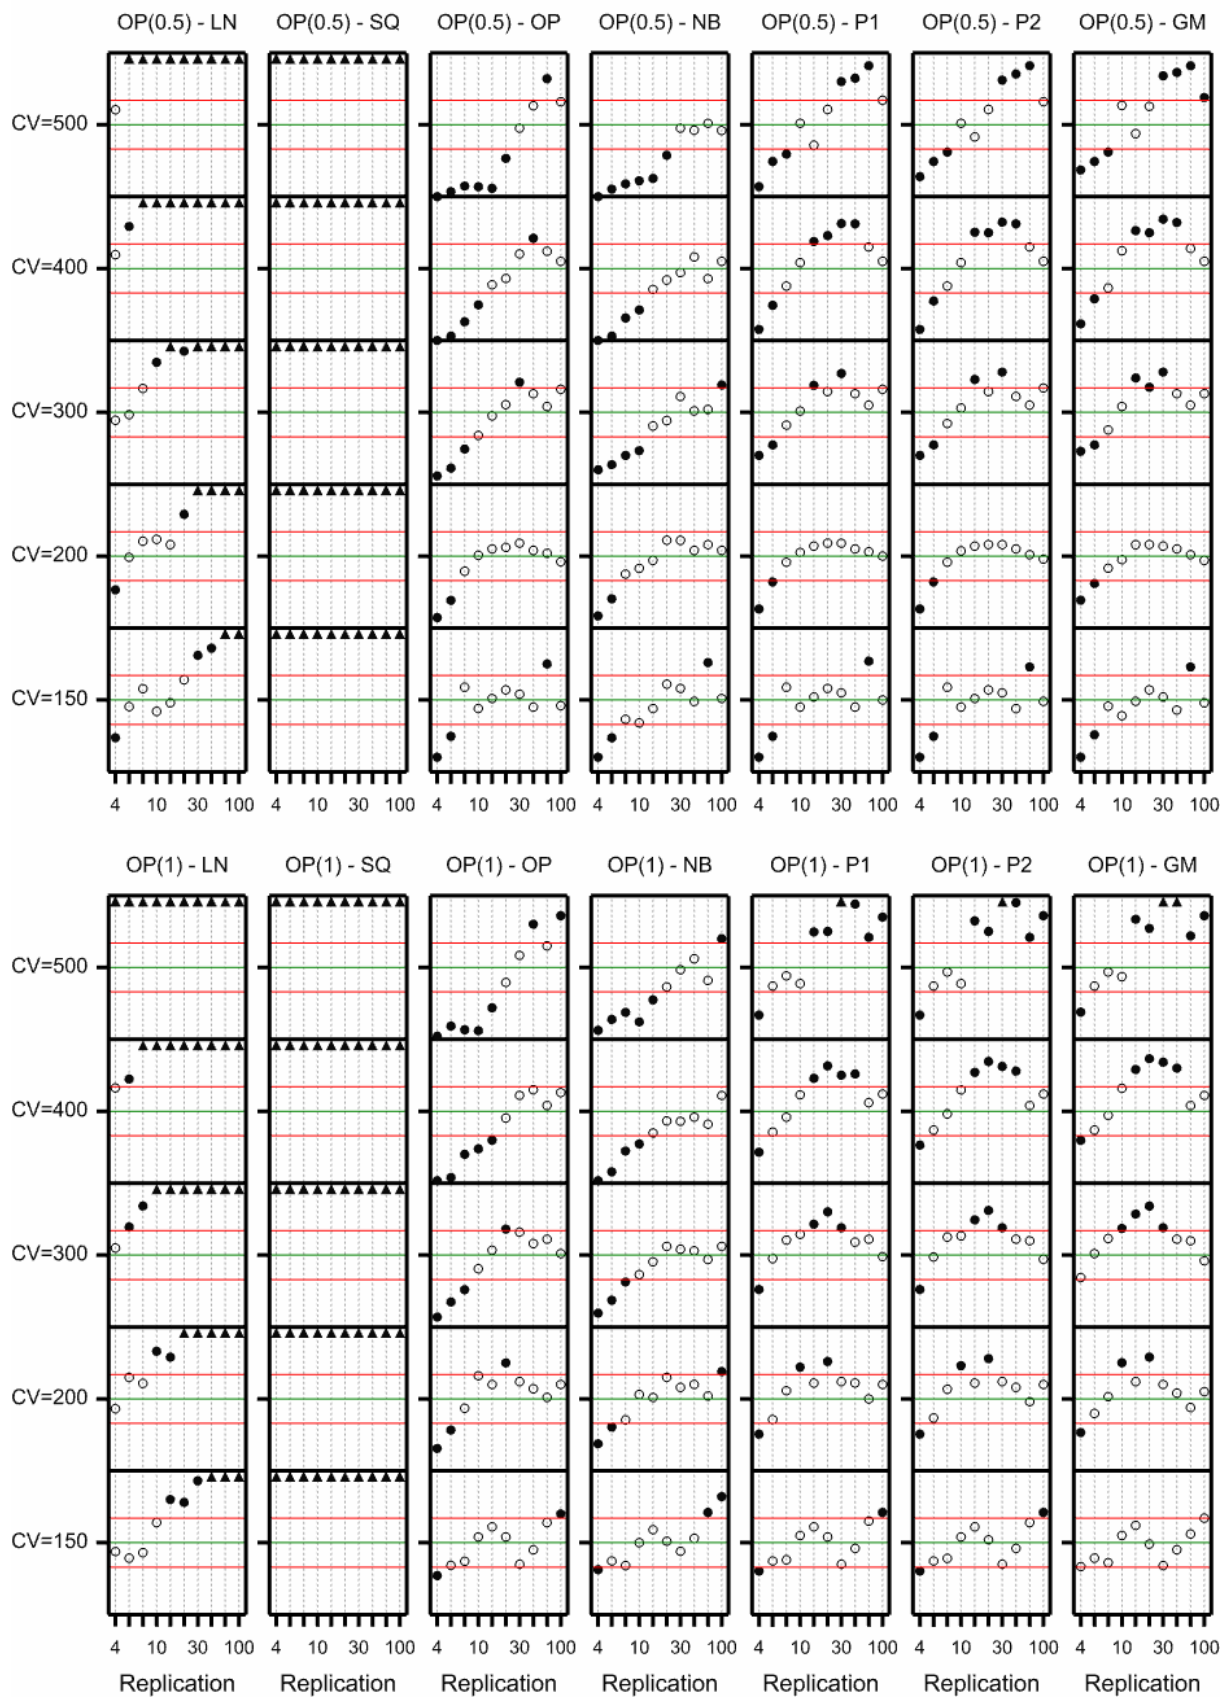 OP(0.5) - LN OP(0.5) - SQ OP(0.5) - OP OP(0.5) - NB OP(0.5) - P1 OP(0.5) - P2 OP(0.5) - GM
CV=500
CV=400
CV=300
CV=200
CV=150
4 10 30 100 4 10 30 100 4 10 30 100 4 10 30 100 4 10 30 100 4 10 30 100 4 10 30 100
OP(1) - LN OP(1) - SQ OP(1) - OP OP(1) - NB OP(1) - P1 OP(1) - P2 OP(1) - GM
CV=500
CV=400
CV=300
CV=200
CV=150
4 10 30 100 4 10 30 100 4 10 30 100 4 10 30 100 4 10 30 100 4 10 30 100 4 10 30 100
Replication Replication Replication Replication Replication Replication Replication